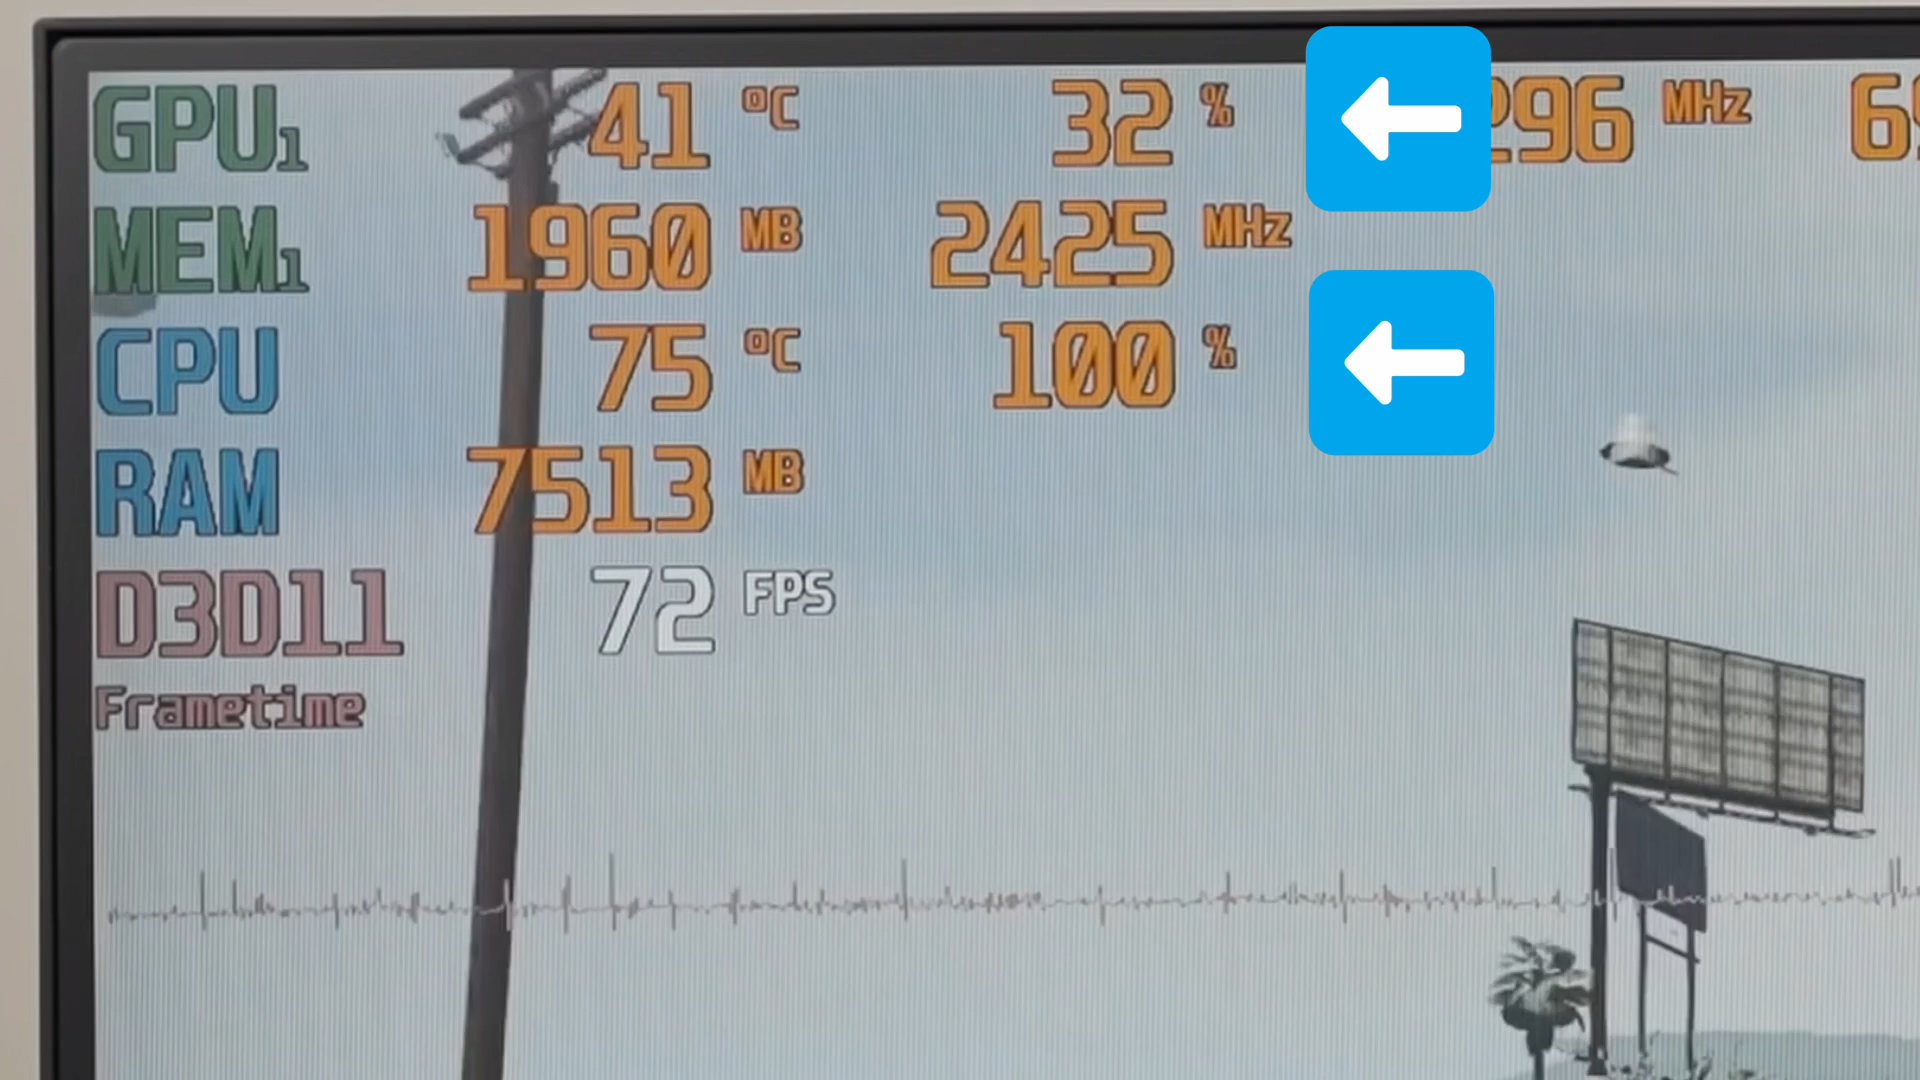 GPU1 41 °C 32 % 296 MHz
MEM1 1960 MB 2425 MHz
CPU 75 °C 100 %
RAM 7513 MB
D3D11 72 FPS
Frametime